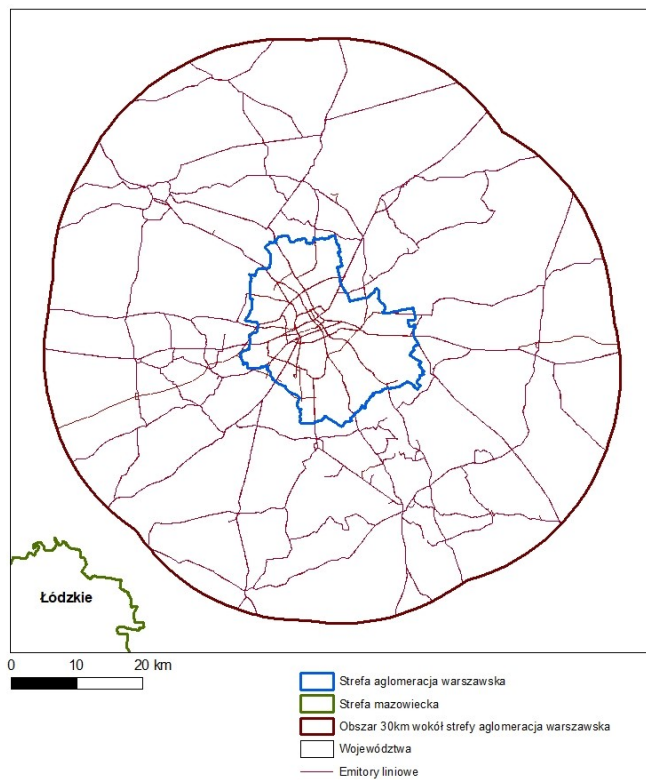 Łódzkie
0 10 20 km
Strefa aglomeracja warszawska
Strefa mazowiecka
Obszar 30km wokół strefy aglomeracja warszawska
Województwa
Emitory liniowe